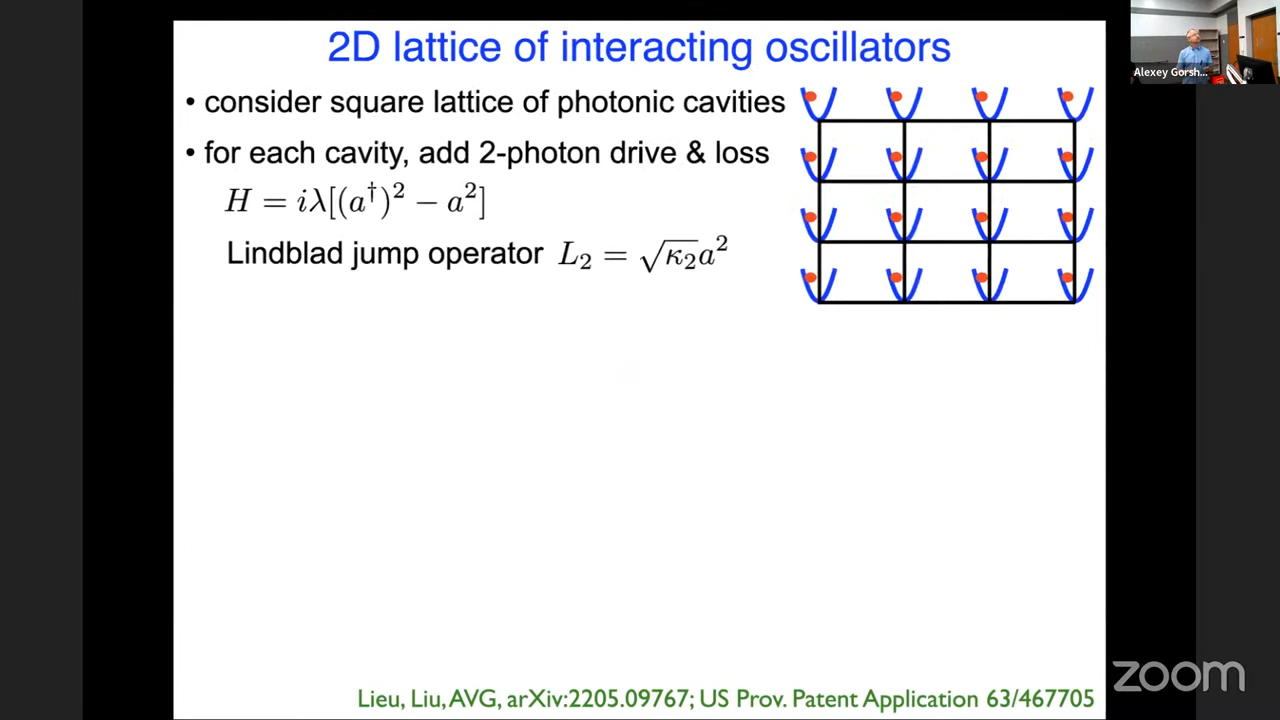 2D lattice of interacting oscillators
• consider square lattice of photonic cavities
• for each cavity, add 2-photon drive & loss
H = iλ[(a†)² − a²]
Lindblad jump operator L₂ = √κ₂a²
Lieu, Liu, AVG, arXiv:2205.09767; US Prov. Patent Application 63/467705
Alexey Gorsh...
zoom